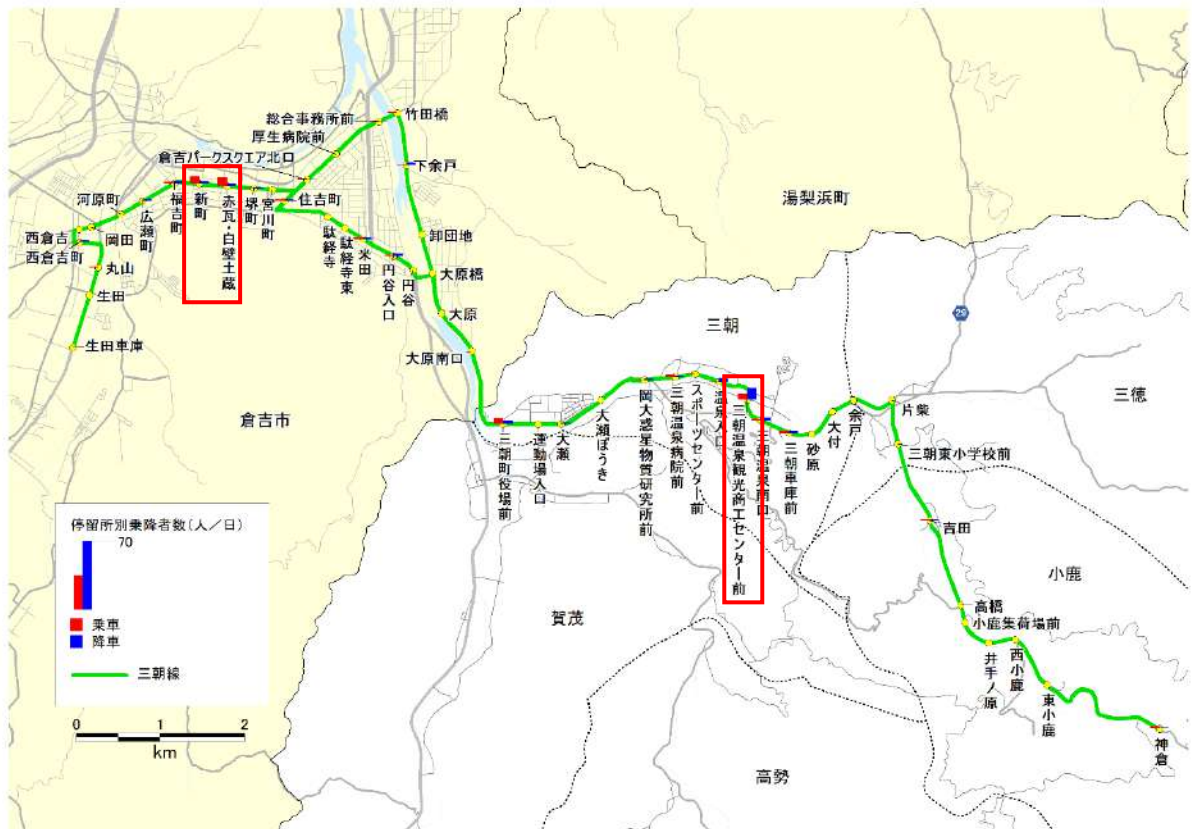 総合事務所前
竹田橋
厚生病院前
倉吉パークスクエア北口
下余戸
河原町
広瀬町
福吉町
新町
赤瓦・白壁土蔵
堺町
宮川町
住吉町
西倉吉
岡田
西倉吉町
丸山
生田
生田車庫
駄経寺
駄経寺東
米田
円谷入口
円谷
卸団地
大原橋
大原
大原南口
湯梨浜町
倉吉市
三朝
29
三徳
三朝町役場前
運動場入口
大瀬
大瀬ぼうき
岡大惑星物質研究所前
三朝温泉病院前
スポーツセンター前
温泉入口
三朝温泉観光商工センター前
三朝温泉南口
三朝車庫前
砂原
大付
余戸
片柴
三朝東小学校前
吉田
小鹿
高橋
小鹿集荷場前
井手ノ原
西小鹿
東小鹿
神倉
賀茂
高勢
停留所別乗降者数(人/日)
70
乗車
降車
三朝線
0 1 2
km